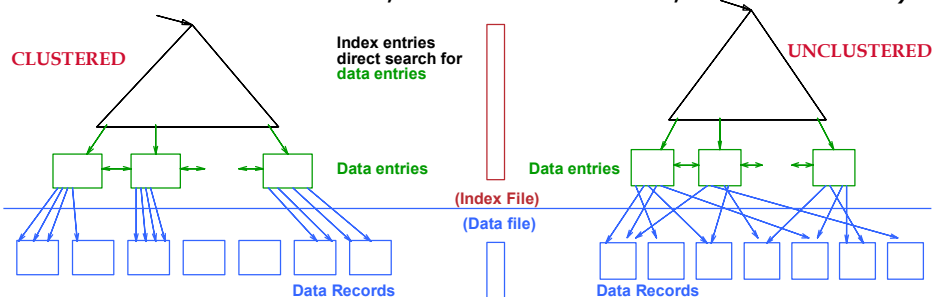 CLUSTERED
Index entries
direct search for
data entries
UNCLUSTERED
Data entries
Data entries
(Index File)
(Data file)
Data Records
Data Records